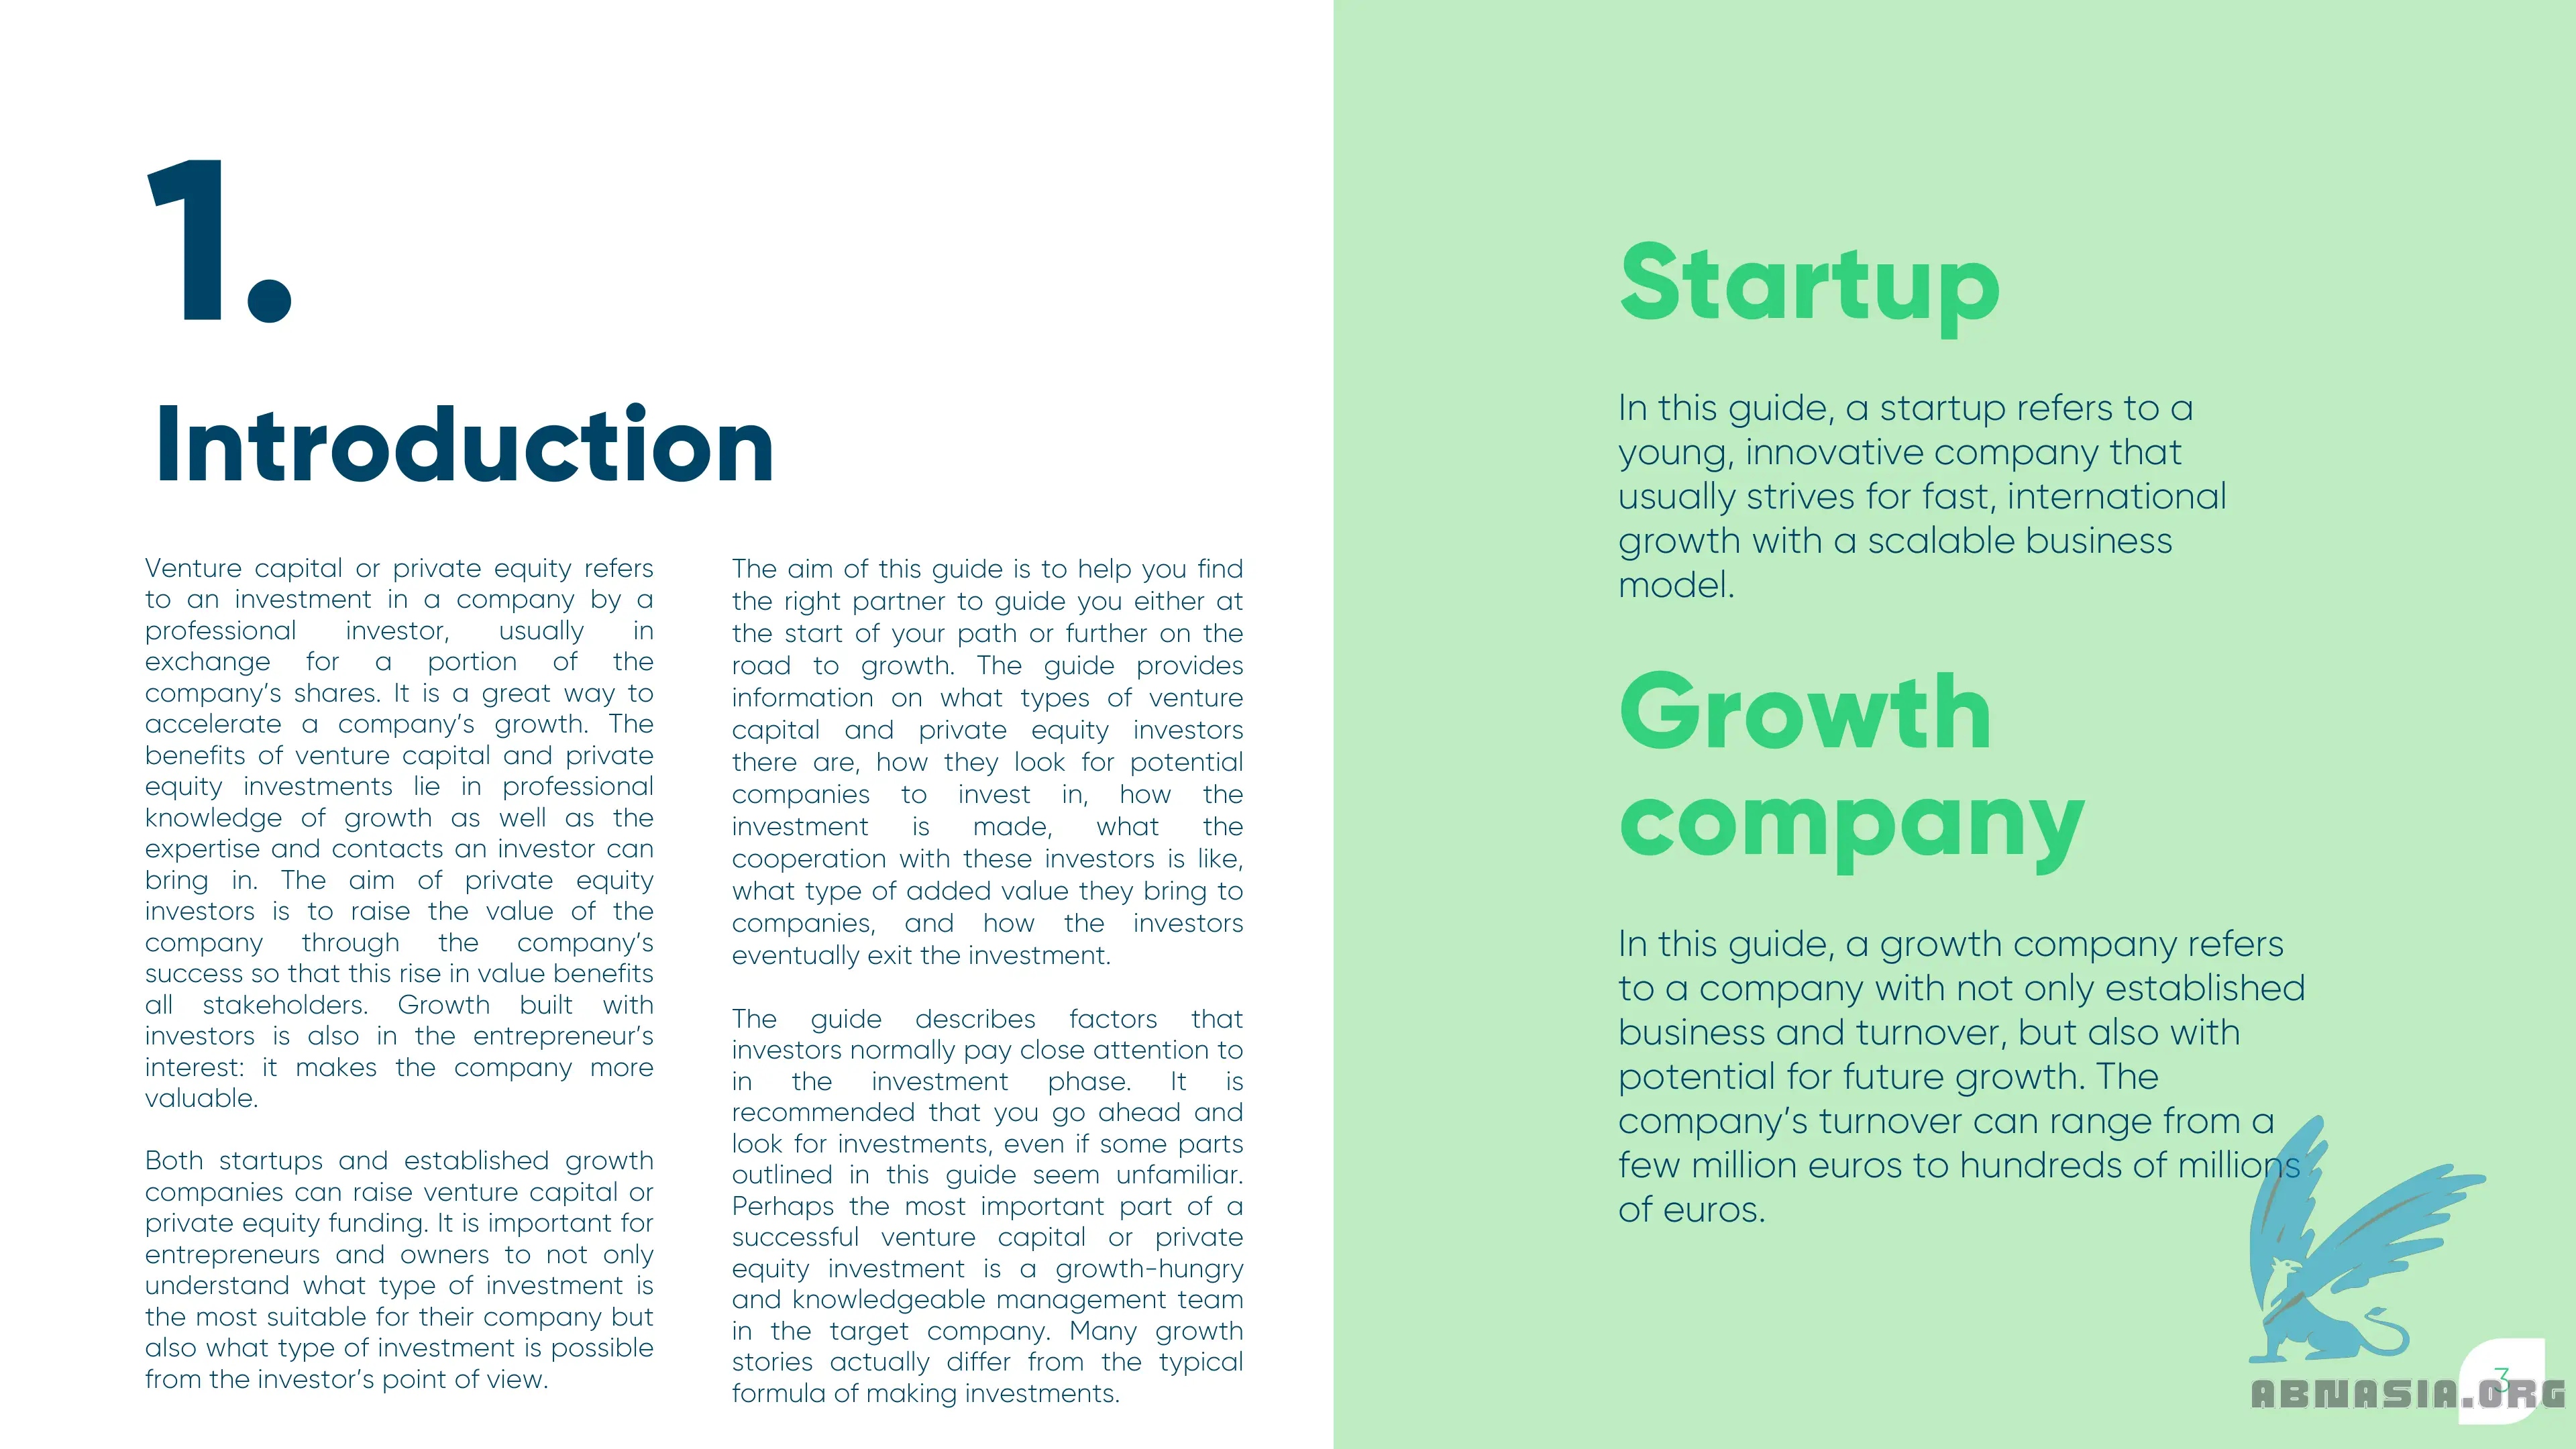 1.
Introduction
Venture capital or private equity refers
to an investment in a company by a
professional investor, usually in
exchange for a portion of the
company's shares. It is a great way to
accelerate a company's growth. The
benefits of venture capital and private
equity investments lie in professional
knowledge of growth as well as the
expertise and contacts an investor can
bring in. The aim of private equity
investors is to raise the value of the
company through the company's
success so that this rise in value benefits
all stakeholders. Growth built with
investors is also in the entrepreneur's
interest: it makes the company more
valuable.
Both startups and established growth
companies can raise venture capital or
private equity funding. It is important for
entrepreneurs and owners to not only
understand what type of investment is
the most suitable for their company but
also what type of investment is possible
from the investor's point of view.
The aim of this guide is to help you find
the right partner to guide you either at
the start of your path or further on the
road to growth. The guide provides
information on what types of venture
capital and private equity investors
there are, how they look for potential
companies to invest in, how the
investment is made, what the
cooperation with these investors is like,
what type of added value they bring to
companies, and how the investors
eventually exit the investment.
The guide describes factors that
investors normally pay close attention to
in the investment phase. It is
recommended that you go ahead and
look for investments, even if some parts
outlined in this guide seem unfamiliar.
Perhaps the most important part of a
successful venture capital or private
equity investment is a growth-hungry
and knowledgeable management team
in the target company. Many growth
stories actually differ from the typical
formula of making investments.
Startup
In this guide, a startup refers to a
young, innovative company that
usually strives for fast, international
growth with a scalable business
model.
Growth
company
In this guide, a growth company refers
to a company with not only established
business and turnover, but also with
potential for future growth. The
company's turnover can range from a
few million euros to hundreds of millions
of euros.
3
ABNASIA.ORG